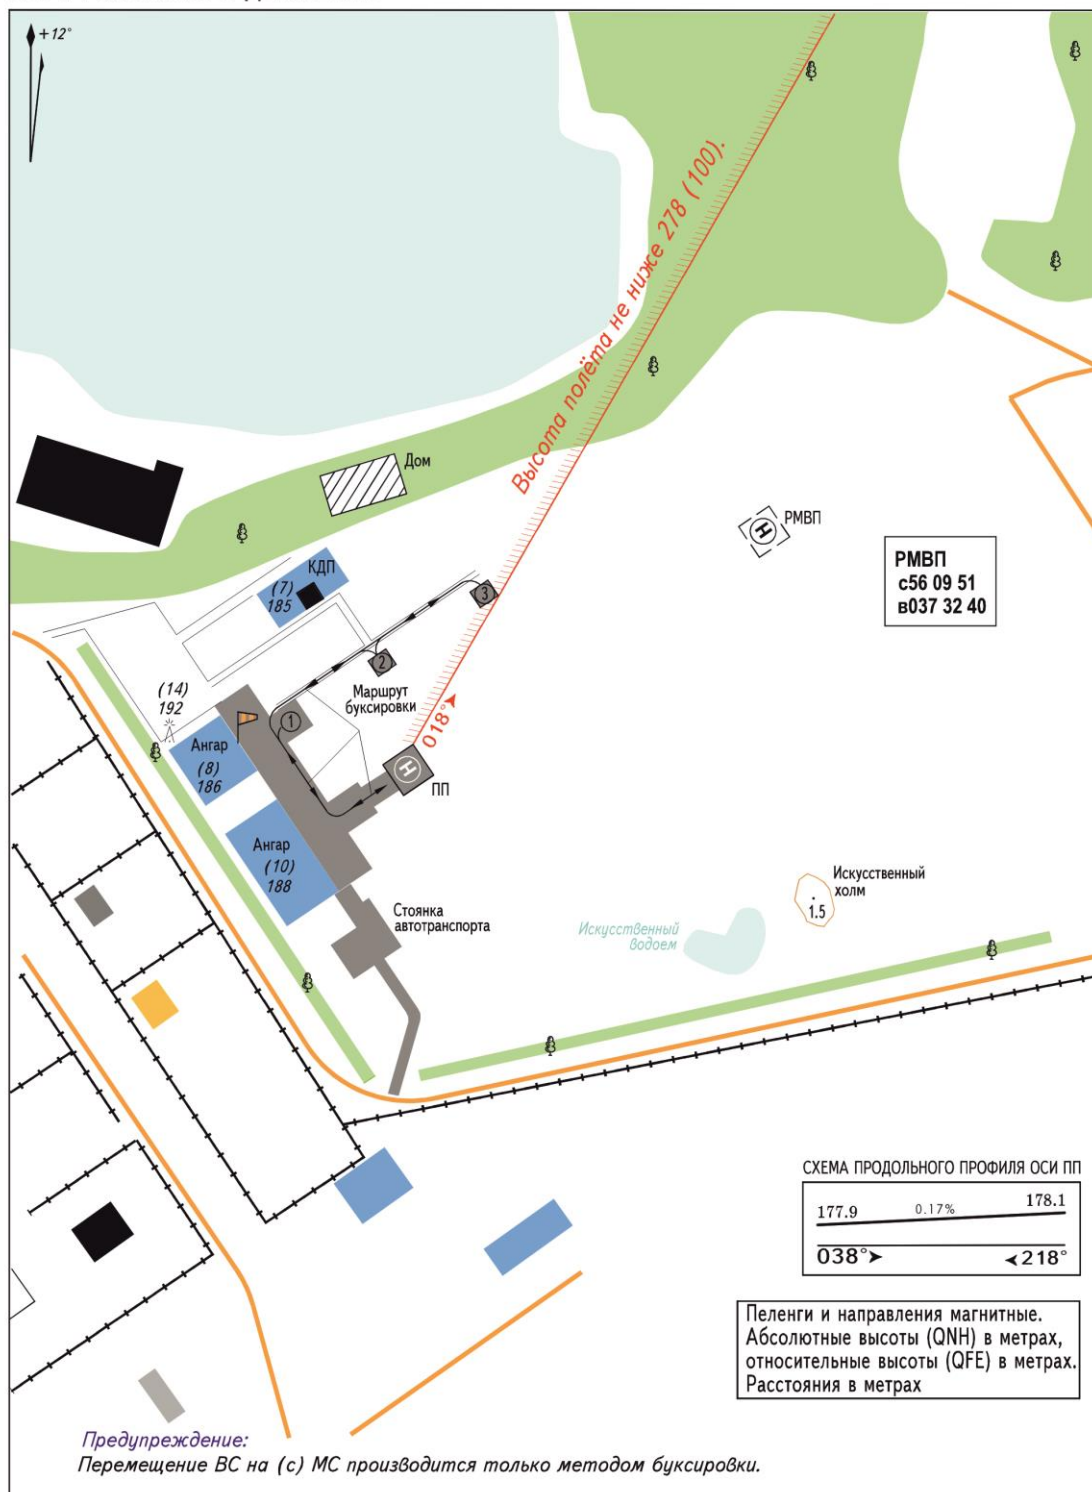 +12°
Высота полёта не ниже 278 (100).
Дом
РМВП
РМВП
с56 09 51
в037 32 40
КДП
(7)
185
3
2
Маршрут
буксировки
018°
(14)
192
1
Ангар
(8)
186
H
H
ПП
Ангар
(10)
188
Стоянка
автотранспорта
Искусственный
холм
1.5
Искусственный
водоем
СХЕМА ПРОДОЛЬНОГО ПРОФИЛЯ ОСИ ПП
177.9 0.17% 178.1
038° 218°
Пеленги и направления магнитные.
Абсолютные высоты (QNH) в метрах,
относительные высоты (QFE) в метрах.
Расстояния в метрах
Предупреждение:
Перемещение ВС на (с) МС производится только методом буксировки.